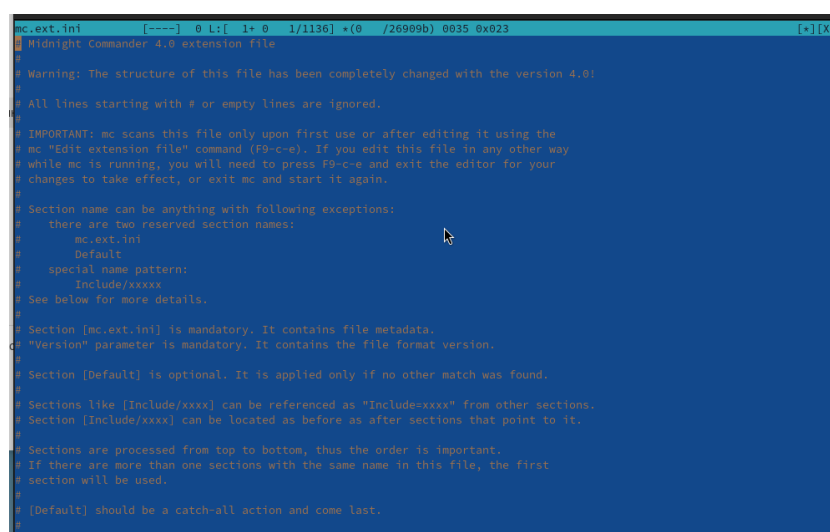 mc.ext.ini [----] 0 L:[ 1+ 0 1/1136] *(0 /26909b) 0035 0x023 [*][X
# Midnight Commander 4.0 extension file
#
# Warning: The structure of this file has been completely changed with the version 4.0!
#
# All lines starting with # or empty lines are ignored.
#
# IMPORTANT: mc scans this file only upon first use or after editing it using the
# mc "Edit extension file" command (F9-c-e). If you edit this file in any other way
# while mc is running, you will need to press F9-c-e and exit the editor for your
# changes to take effect, or exit mc and start it again.
#
# Section name can be anything with following exceptions:
#    there are two reserved section names:
#        mc.ext.ini
#        Default
#    special name pattern:
#        Include/xxxxx
# See below for more details.
#
# Section [mc.ext.ini] is mandatory. It contains file metadata.
# "Version" parameter is mandatory. It contains the file format version.
#
# Section [Default] is optional. It is applied only if no other match was found.
#
# Sections like [Include/xxxx] can be referenced as "Include=xxxx" from other sections.
# Section [Include/xxxx] can be located as before as after sections that point to it.
#
# Sections are processed from top to bottom, thus the order is important.
# If there are more than one sections with the same name in this file, the first
# section will be used.
#
# [Default] should be a catch-all action and come last.
#